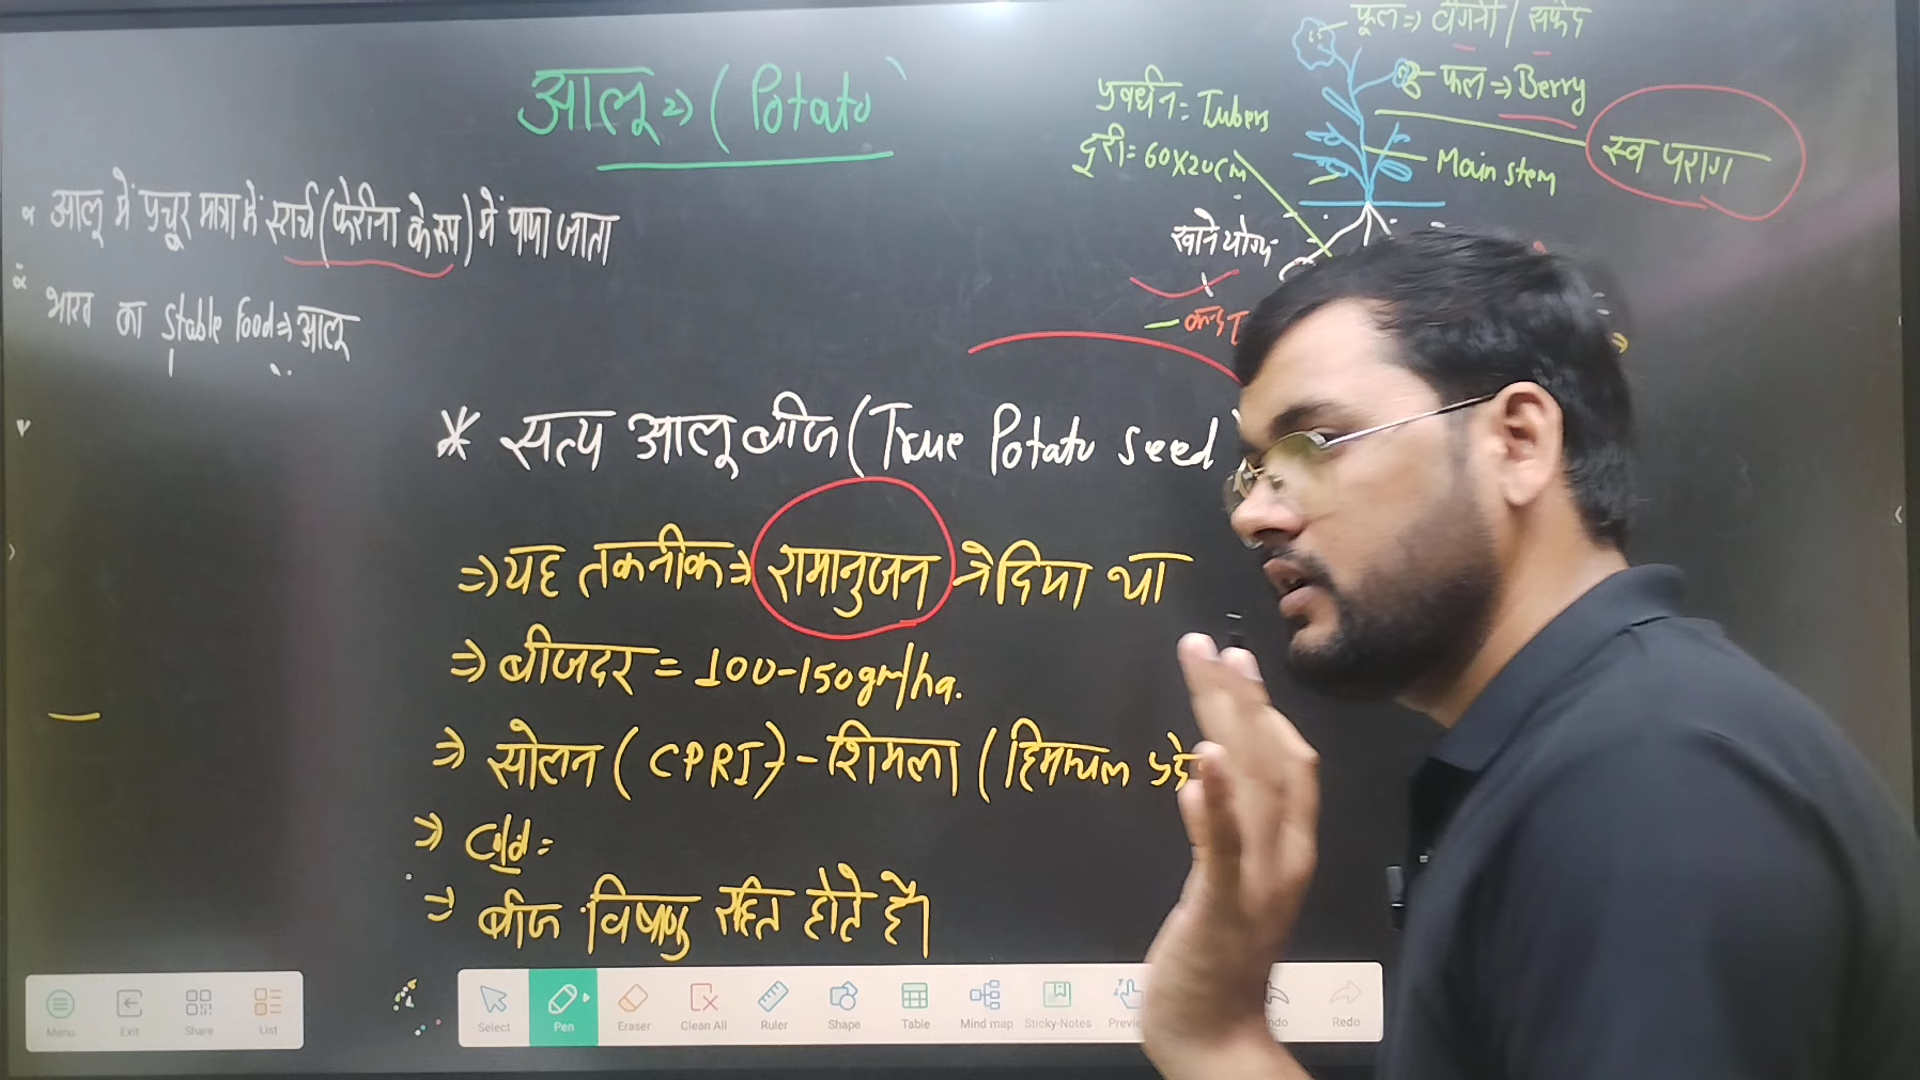 आलू => (Potato)
फूल => बैंगनी / सफेद
फल => Berry
प्रवर्धन = Tubers
दूरी = 60x20cm
Main stem
स्व पराग
खाने योग्य
आलू में प्रचूर मात्रा में स्टार्च (फेरीना के रूप) में पाया जाता
भारत का Stable Food => आलू
* सत्य आलू बीज (True Potato Seed)
=> यह तकनीक => रामानुजन ने दिया था
=> बीजदर = 100-150gm/ha.
=> सोलन (CPRI) - शिमला (हिमाचल प्रदे
=>
=> बीज विषाणु रहित होते हैं।
Menu
Exit
Share
List
Select
Pen
Eraser
Clean All
Ruler
Shape
Table
Mind map
Sticky-Notes
Previe
ndo
Redo